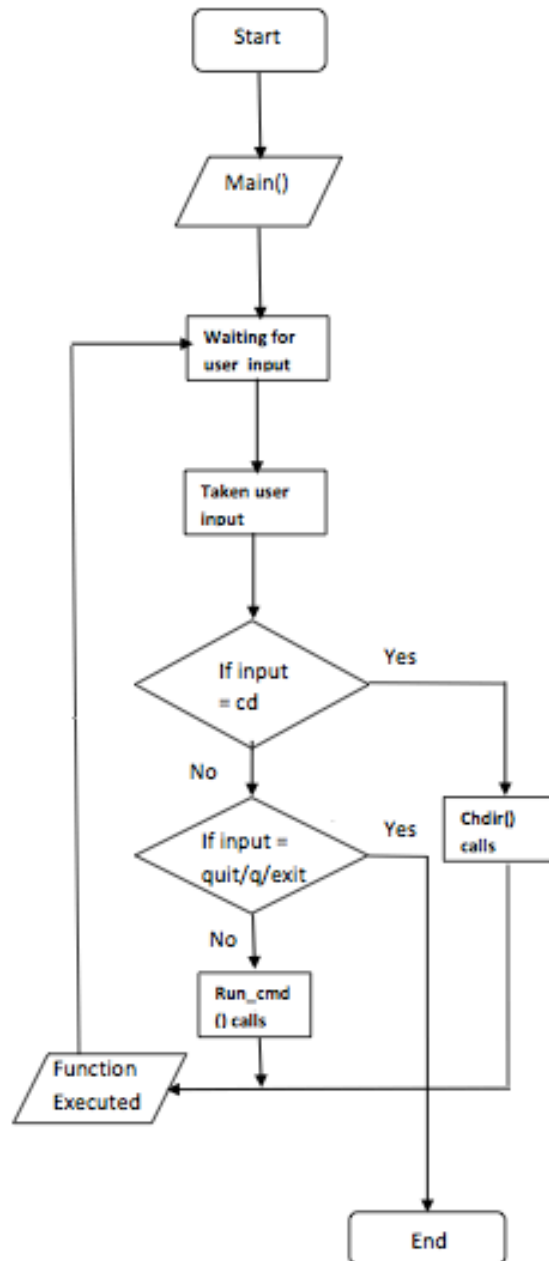 Start
Main()
Waiting for
user input
Taken user
input
If input
= cd
Yes
No
Chdir()
calls
If input =
quit/q/exit
Yes
No
Run_cmd
() calls
Function
Executed
End